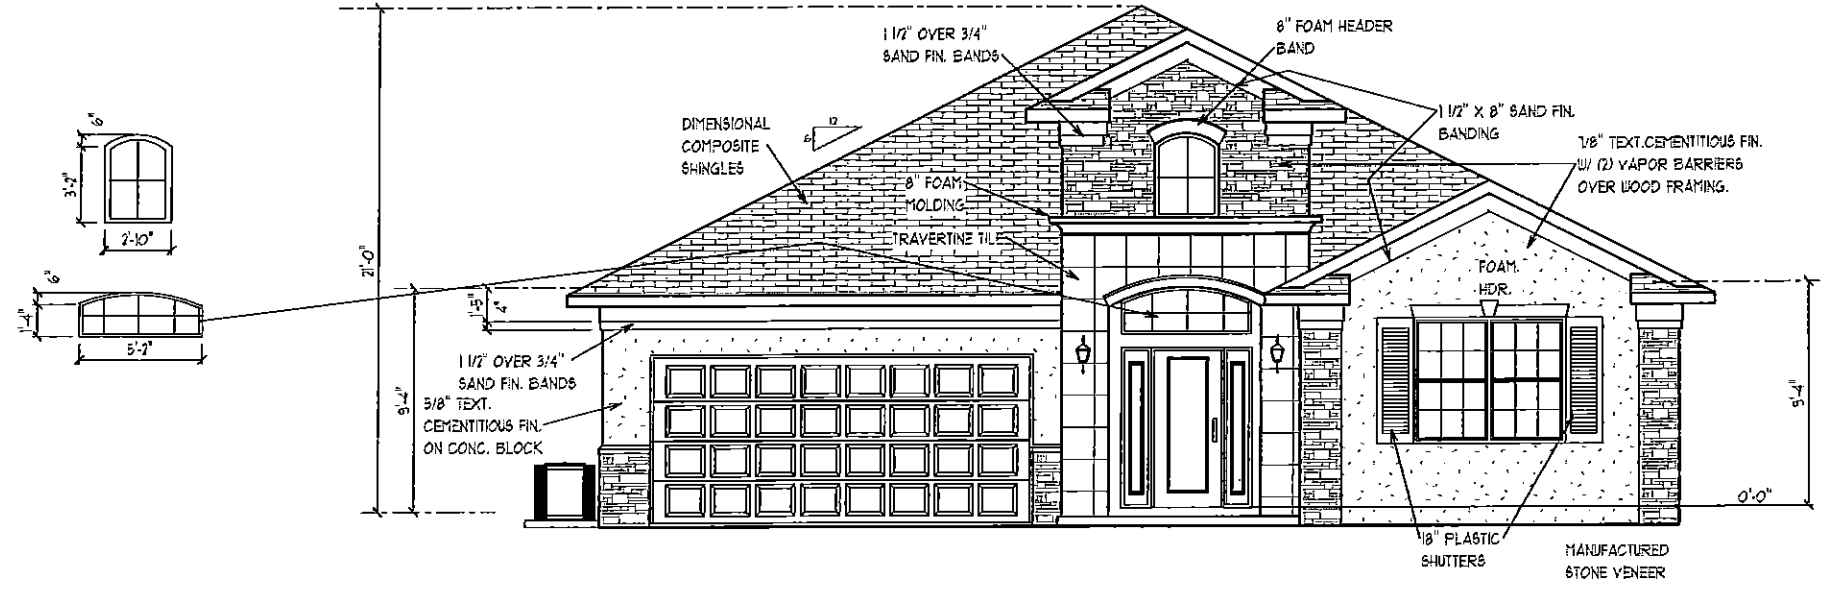 1 1/2" OVER 3/4"
SAND FIN. BANDS
8" FOAM HEADER
BAND
1 1/2" X 8" SAND FIN.
BANDING
7/8" TEXT.CEMENTITIOUS FIN.
W/ (2) VAPOR BARRIERS
OVER WOOD FRAMING.
DIMENSIONAL
COMPOSITE
SHINGLES
12
6
8" FOAM
MOLDING
TRAVERTINE TILE
FOAM
HDR.
6"
3'-2"
2'-10"
6"
1'-4"
5'-2"
21'-0"
1'-5"
4"
9'-4"
9'-4"
1 1/2" OVER 3/4"
SAND FIN. BANDS
5/8" TEXT.
CEMENTITIOUS FIN.
ON CONC. BLOCK
0'-0"
18" PLASTIC
SHUTTERS
MANUFACTURED
STONE VENEER